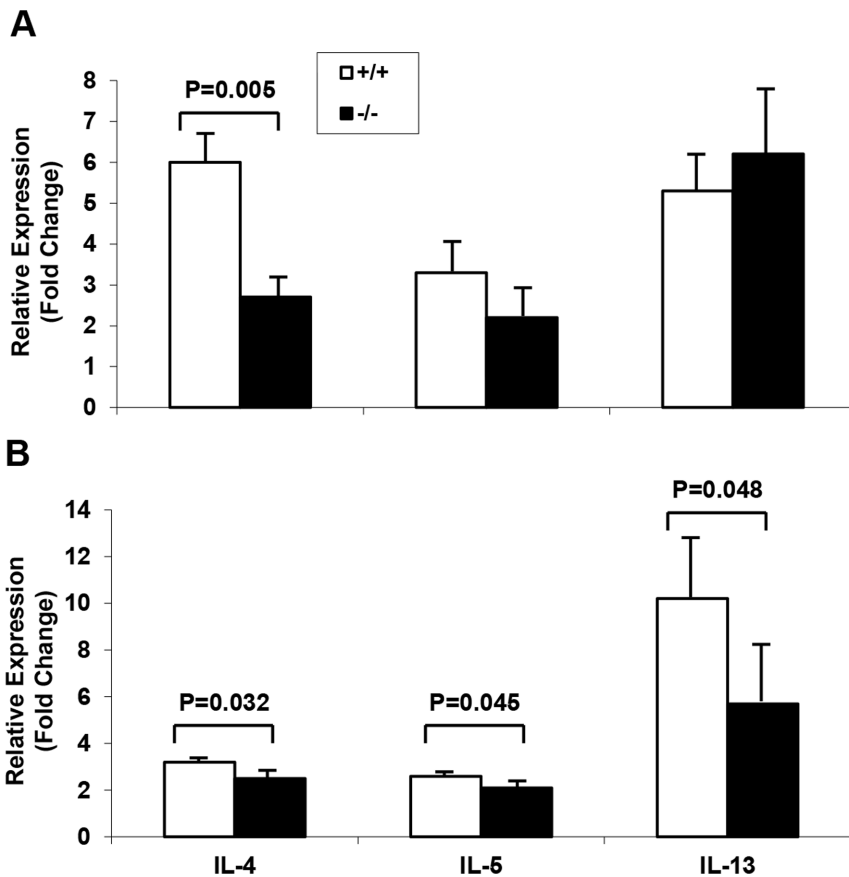 A
+/+
-/-
P=0.005
8
7
6
5
4
3
2
1
0
Relative Expression
(Fold Change)
B
P=0.048
P=0.032
P=0.045
14
12
10
8
6
4
2
0
Relative Expression
(Fold Change)
IL-4
IL-5
IL-13